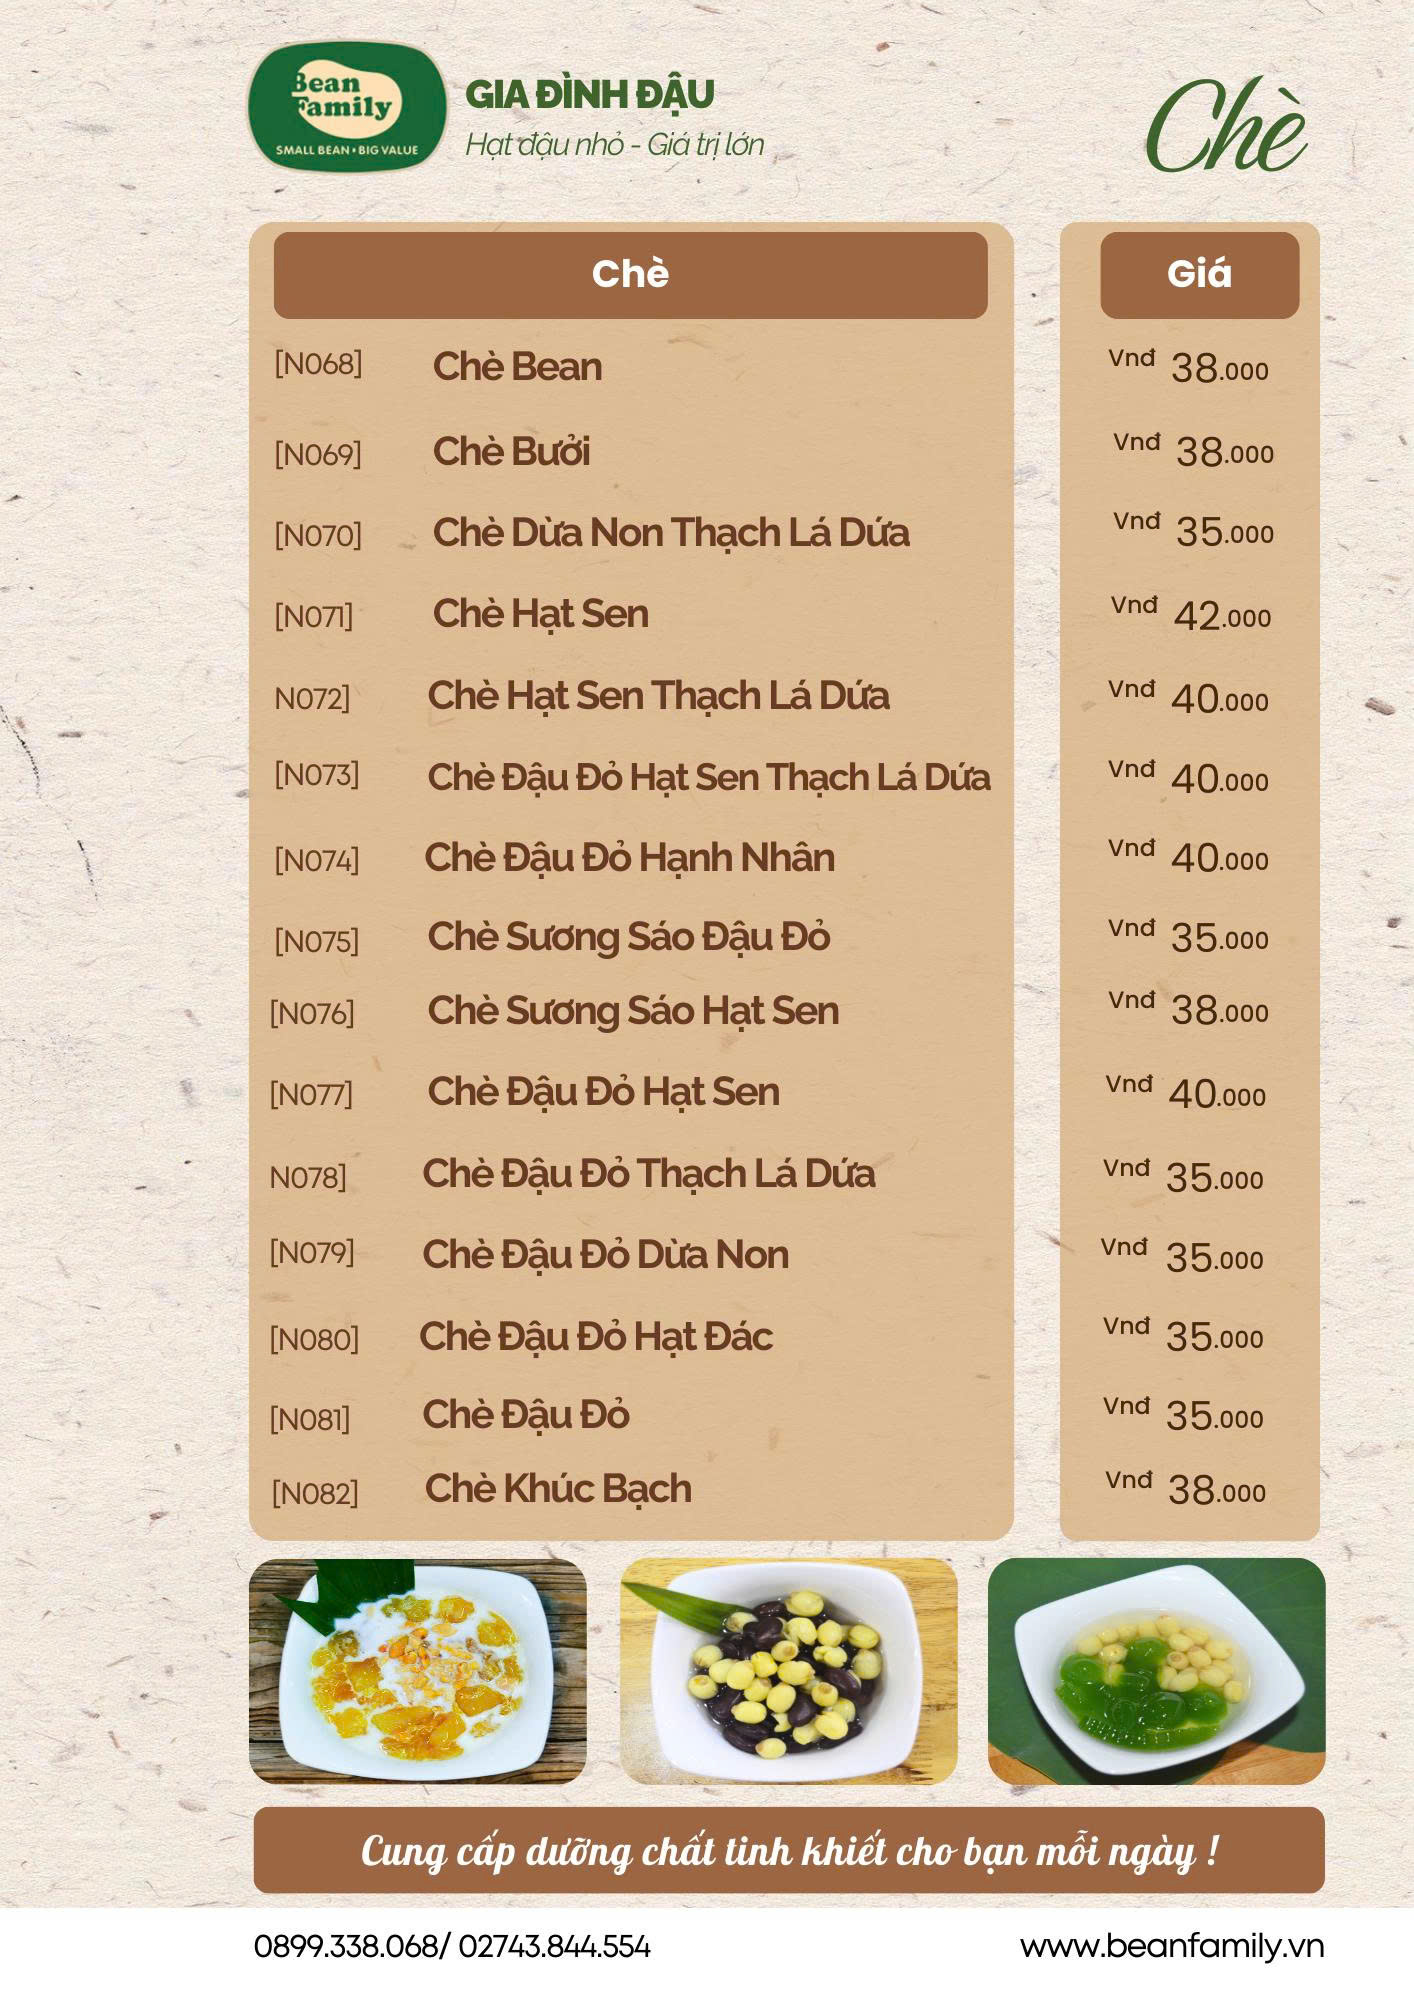 Bean
Family
SMALL BEAN • BIG VALUE
GIA ĐÌNH ĐẬU
Hạt đậu nhỏ - Giá trị lớn
Chè
Chè
Giá
[N068] Chè Bean Vnđ 38.000
[N069] Chè Bưởi Vnđ 38.000
[N070] Chè Dừa Non Thạch Lá Dứa Vnđ 35.000
[N071] Chè Hạt Sen Vnđ 42.000
N072] Chè Hạt Sen Thạch Lá Dứa Vnđ 40.000
[N073] Chè Đậu Đỏ Hạt Sen Thạch Lá Dứa Vnđ 40.000
[N074] Chè Đậu Đỏ Hạnh Nhân Vnđ 40.000
[N075] Chè Sương Sáo Đậu Đỏ Vnđ 35.000
[N076] Chè Sương Sáo Hạt Sen Vnđ 38.000
[N077] Chè Đậu Đỏ Hạt Sen Vnđ 40.000
N078] Chè Đậu Đỏ Thạch Lá Dứa Vnđ 35.000
[N079] Chè Đậu Đỏ Dừa Non Vnđ 35.000
[N080] Chè Đậu Đỏ Hạt Đác Vnđ 35.000
[N081] Chè Đậu Đỏ Vnđ 35.000
[N082] Chè Khúc Bạch Vnđ 38.000
Cung cấp dưỡng chất tinh khiết cho bạn mỗi ngày !
0899.338.068/ 02743.844.554
www.beanfamily.vn